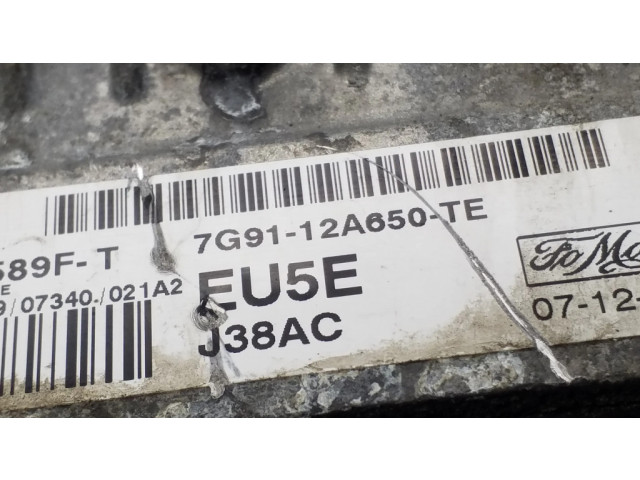 7G91-12A650-TE
589F-T
EU5E
E
9/07340./021A2
J38AC
07-12-